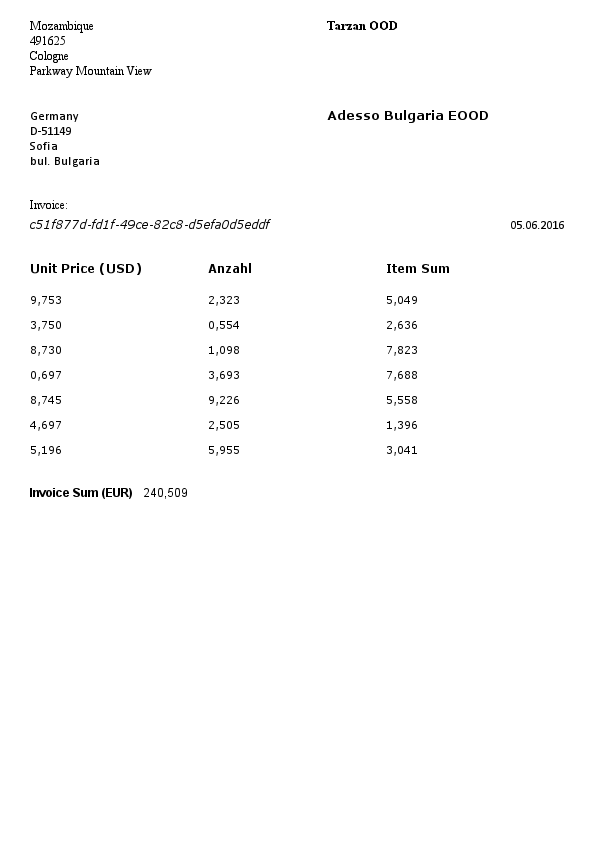 Mozambique
491625
Cologne
Parkway Mountain View
Tarzan OOD
Germany
D-51149
Sofia
bul. Bulgaria
Adesso Bulgaria EOOD
Invoice:
c51f877d-fd1f-49ce-82c8-d5efa0d5eddf 05.06.2016
Unit Price (USD) Anzahl Item Sum
9,753 2,323 5,049
3,750 0,554 2,636
8,730 1,098 7,823
0,697 3,693 7,688
8,745 9,226 5,558
4,697 2,505 1,396
5,196 5,955 3,041
Invoice Sum (EUR) 240,509